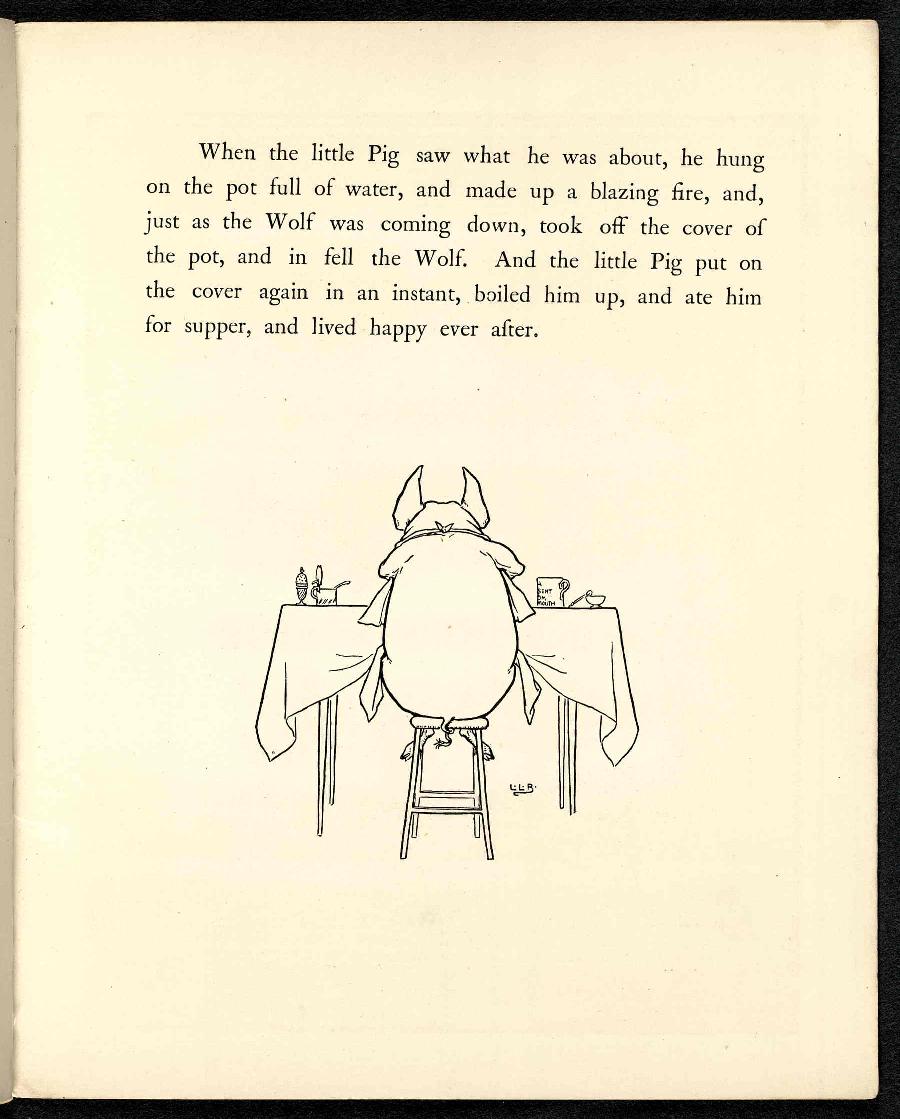 When the little Pig saw what he was about, he hung
on the pot full of water, and made up a blazing fire, and,
just as the Wolf was coming down, took off the cover of
the pot, and in fell the Wolf. And the little Pig put on
the cover again in an instant, boiled him up, and ate him
for supper, and lived happy ever after.
MOUTH
L.L.B.